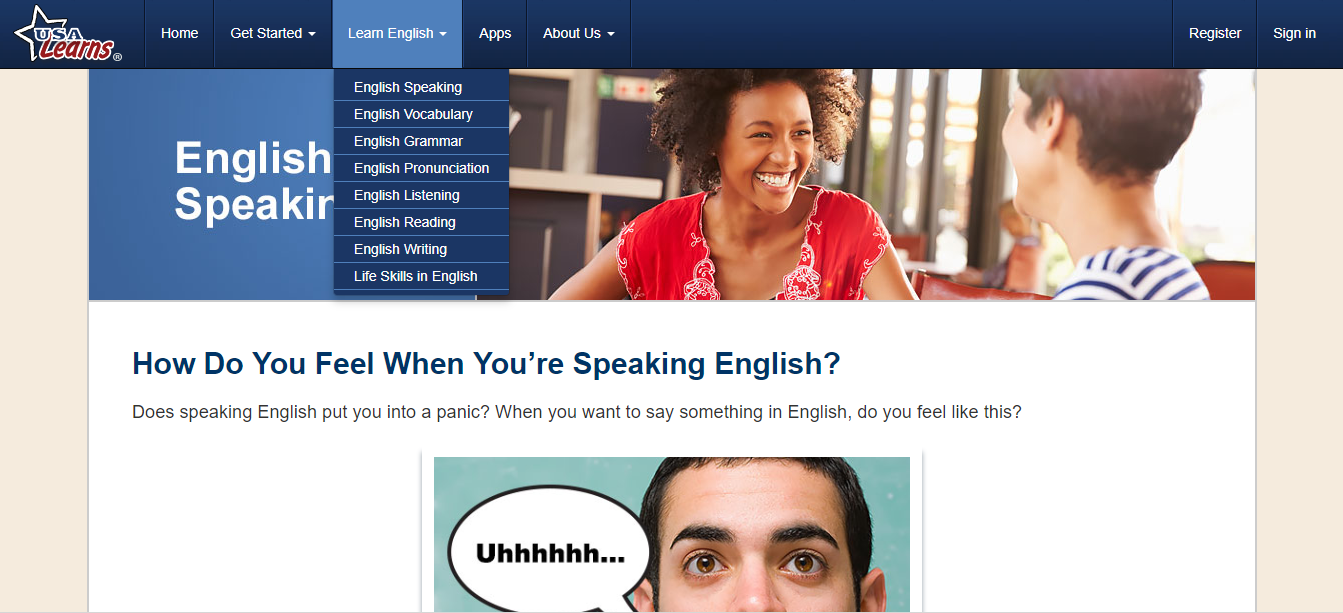 USA
Learns®
Home
Get Started
Learn English
Apps
About Us
Register
Sign in
English Speaking
English Vocabulary
English Grammar
English Pronunciation
English Listening
English Reading
English Writing
Life Skills in English
English
Speakin
How Do You Feel When You’re Speaking English?
Does speaking English put you into a panic? When you want to say something in English, do you feel like this?
Uhhhhhh...